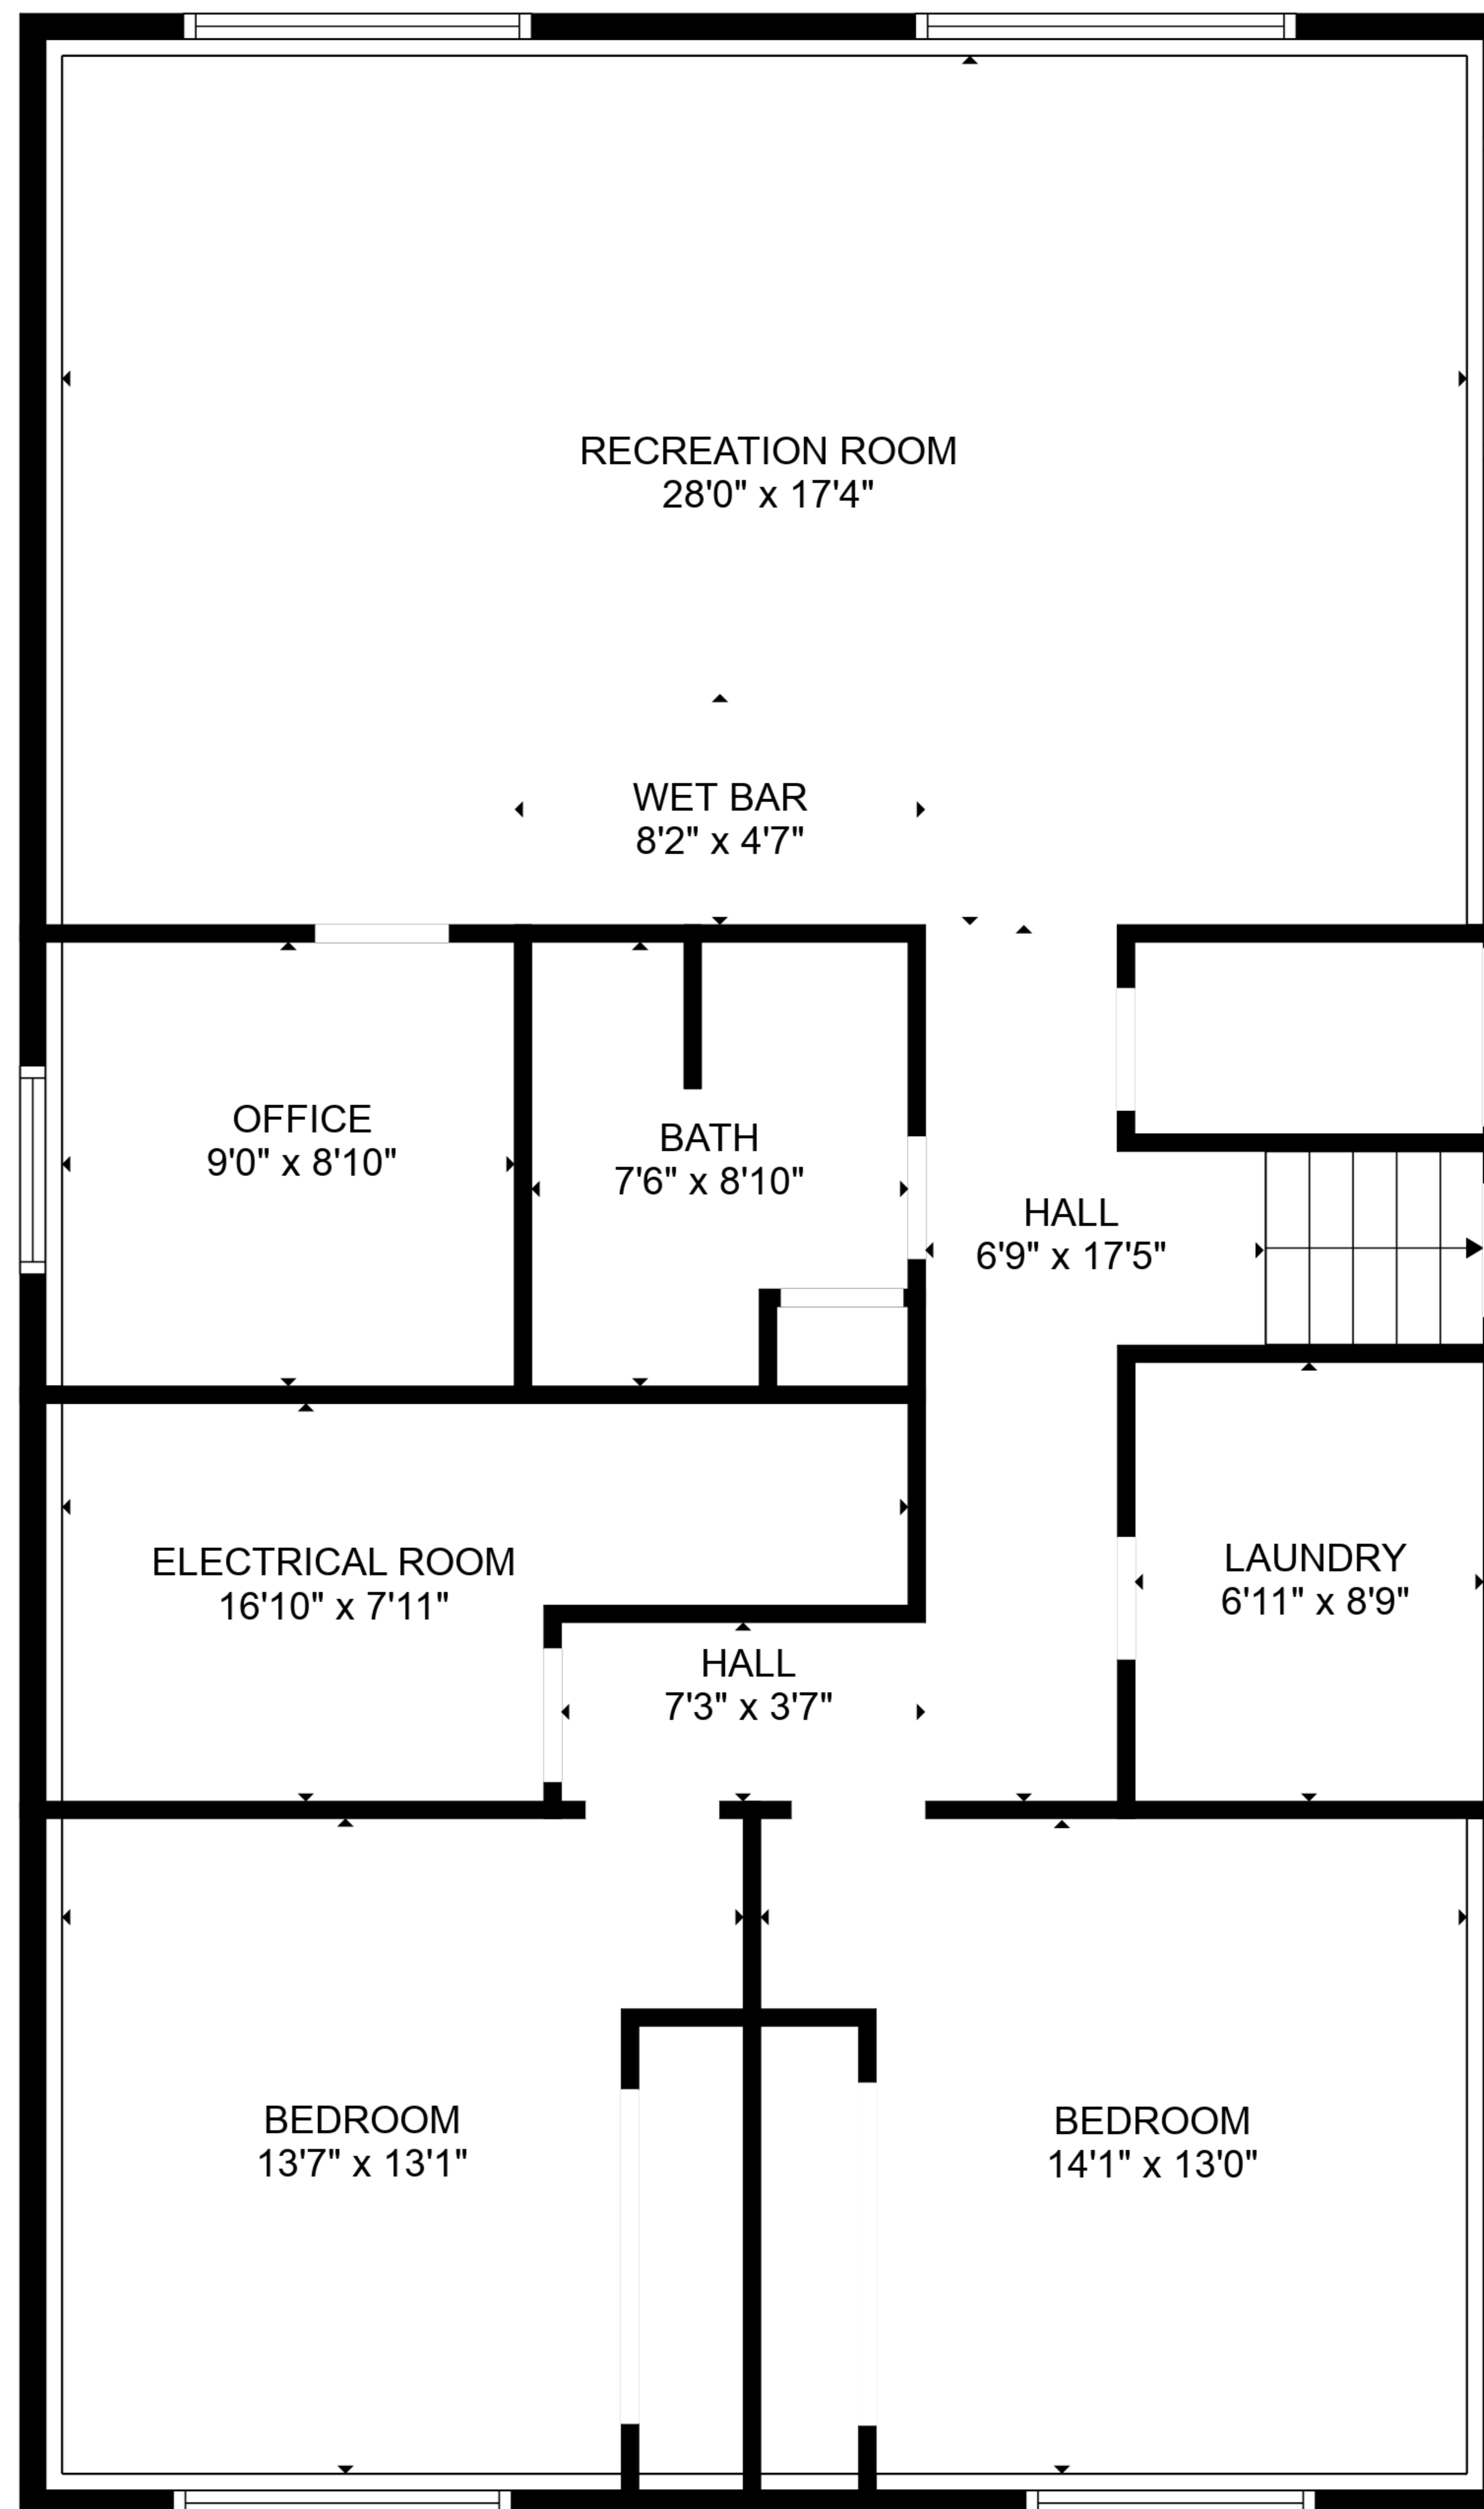 RECREATION ROOM
28'0" x 17'4"
WET BAR
8'2" x 4'7"
OFFICE
9'0" x 8'10"
BATH
7'6" x 8'10"
HALL
6'9" x 17'5"
ELECTRICAL ROOM
16'10" x 7'11"
LAUNDRY
6'11" x 8'9"
HALL
7'3" x 3'7"
BEDROOM
13'7" x 13'1"
BEDROOM
14'1" x 13'0"